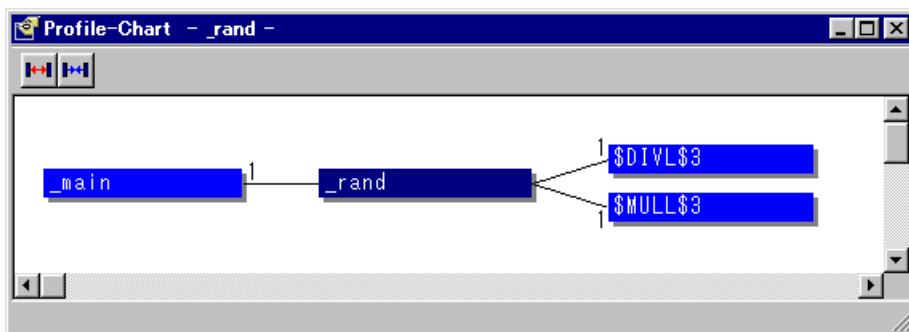 Profile-Chart - _rand -
1
$DIVL$3
_main
1
_rand
$MULL$3
1